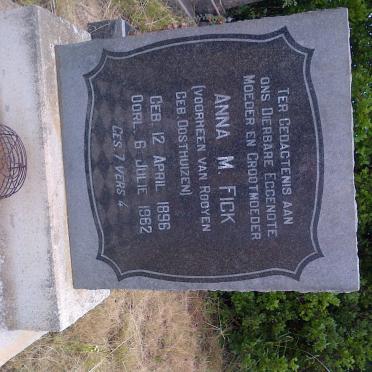 TER GEDACTENIS AAN
ONS DIERBARE EGGENOTE
MOEDER EN GROOTMOEDER
ANNA M. FICK
(VOORHEEN VAN ROOYEN
GEB OOSTHUIZEN)
GEB. 12 APRIL 1896
OORL. 6 JULIE 1962
GES. 7 VERS 4